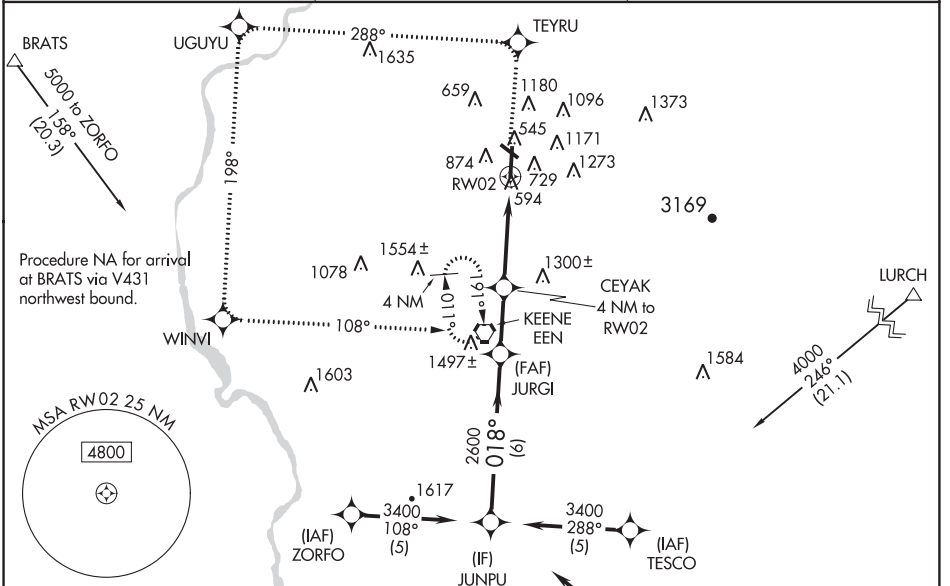 BRATS
5000 to ZORFO
158°
(20.3)
UGUYU
288°
TEYRU
1635
659
1180
1096
1373
545
1171
874
729
1273
RW02
594
198°
3169
Procedure NA for arrival
at BRATS via V431
northwest bound.
1078
1554±
4 NM
011°
191°
1300±
CEYAK
4 NM to
RW02
LURCH
WINVI
108°
KEENE
EEN
1497±
(FAF)
JURGI
1603
1584
4000
246°
(21.1)
MSA RW02 25 NM
4800
2600
018°
(6)
1617
3400
108°
(5)
3400
288°
(5)
(IAF)
ZORFO
(IF)
JUNPU
(IAF)
TESCO